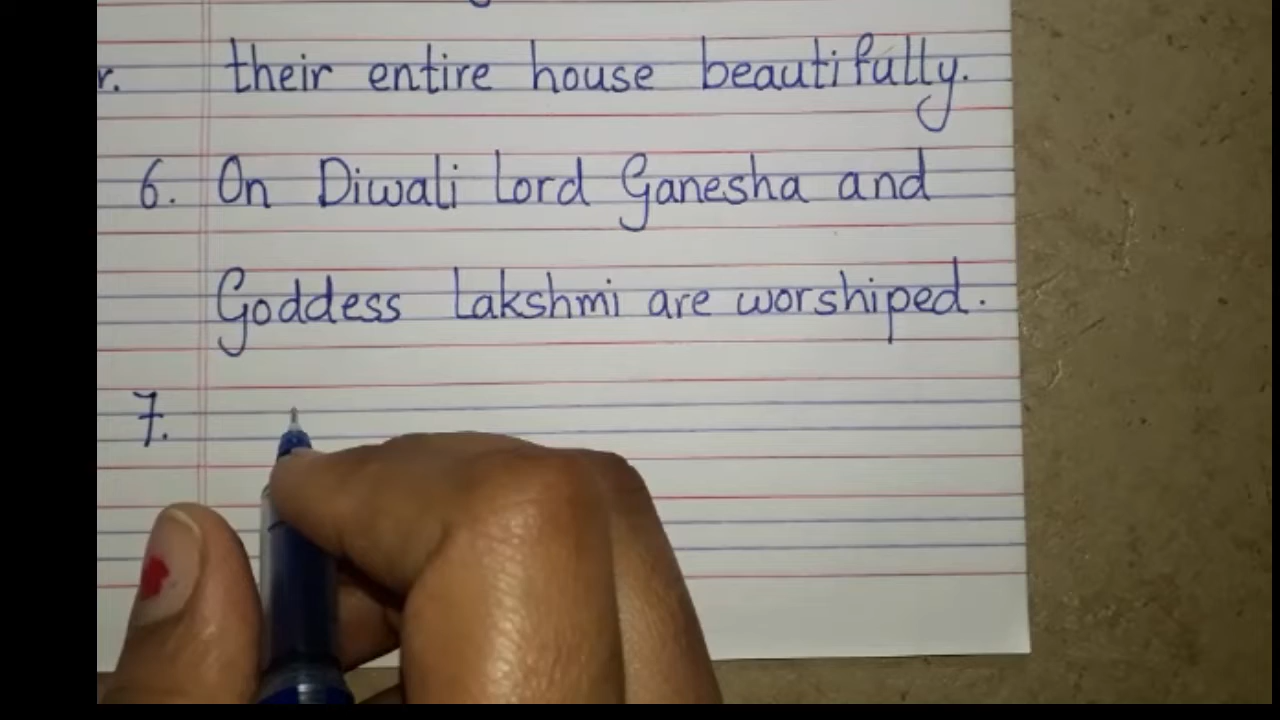 r. their entire house beautifully.
6. On Diwali Lord Ganesha and
Goddess Lakshmi are worshiped.
7.